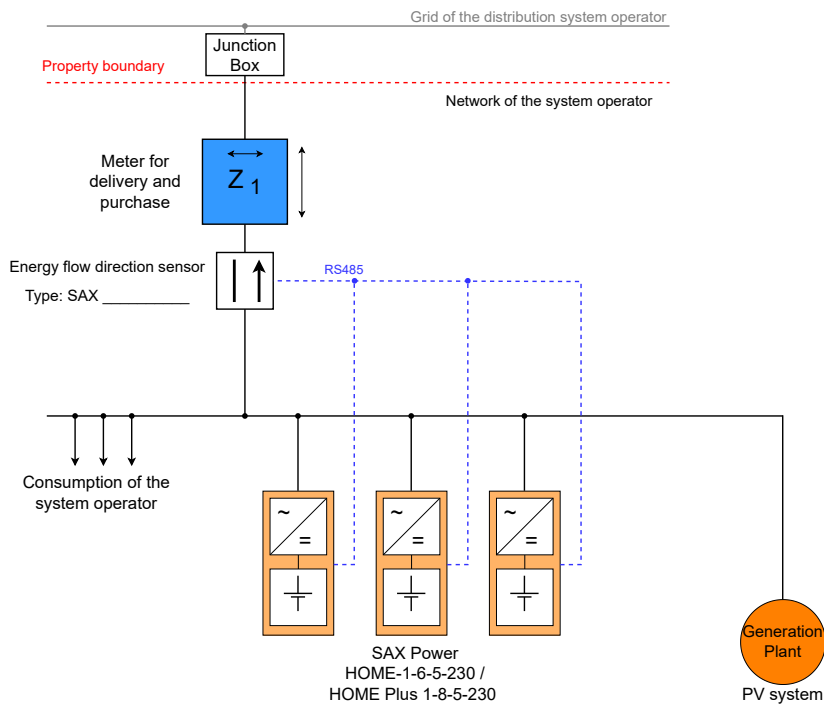 Grid of the distribution system operator
Junction
Box
Property boundary
Network of the system operator
Meter for
delivery and
purchase
Z 1
Energy flow direction sensor
Type: SAX __________
RS485
Consumption of the
system operator
~
=
~
=
~
=
SAX Power
HOME-1-6-5-230 /
HOME Plus 1-8-5-230
Generation
Plant
PV system